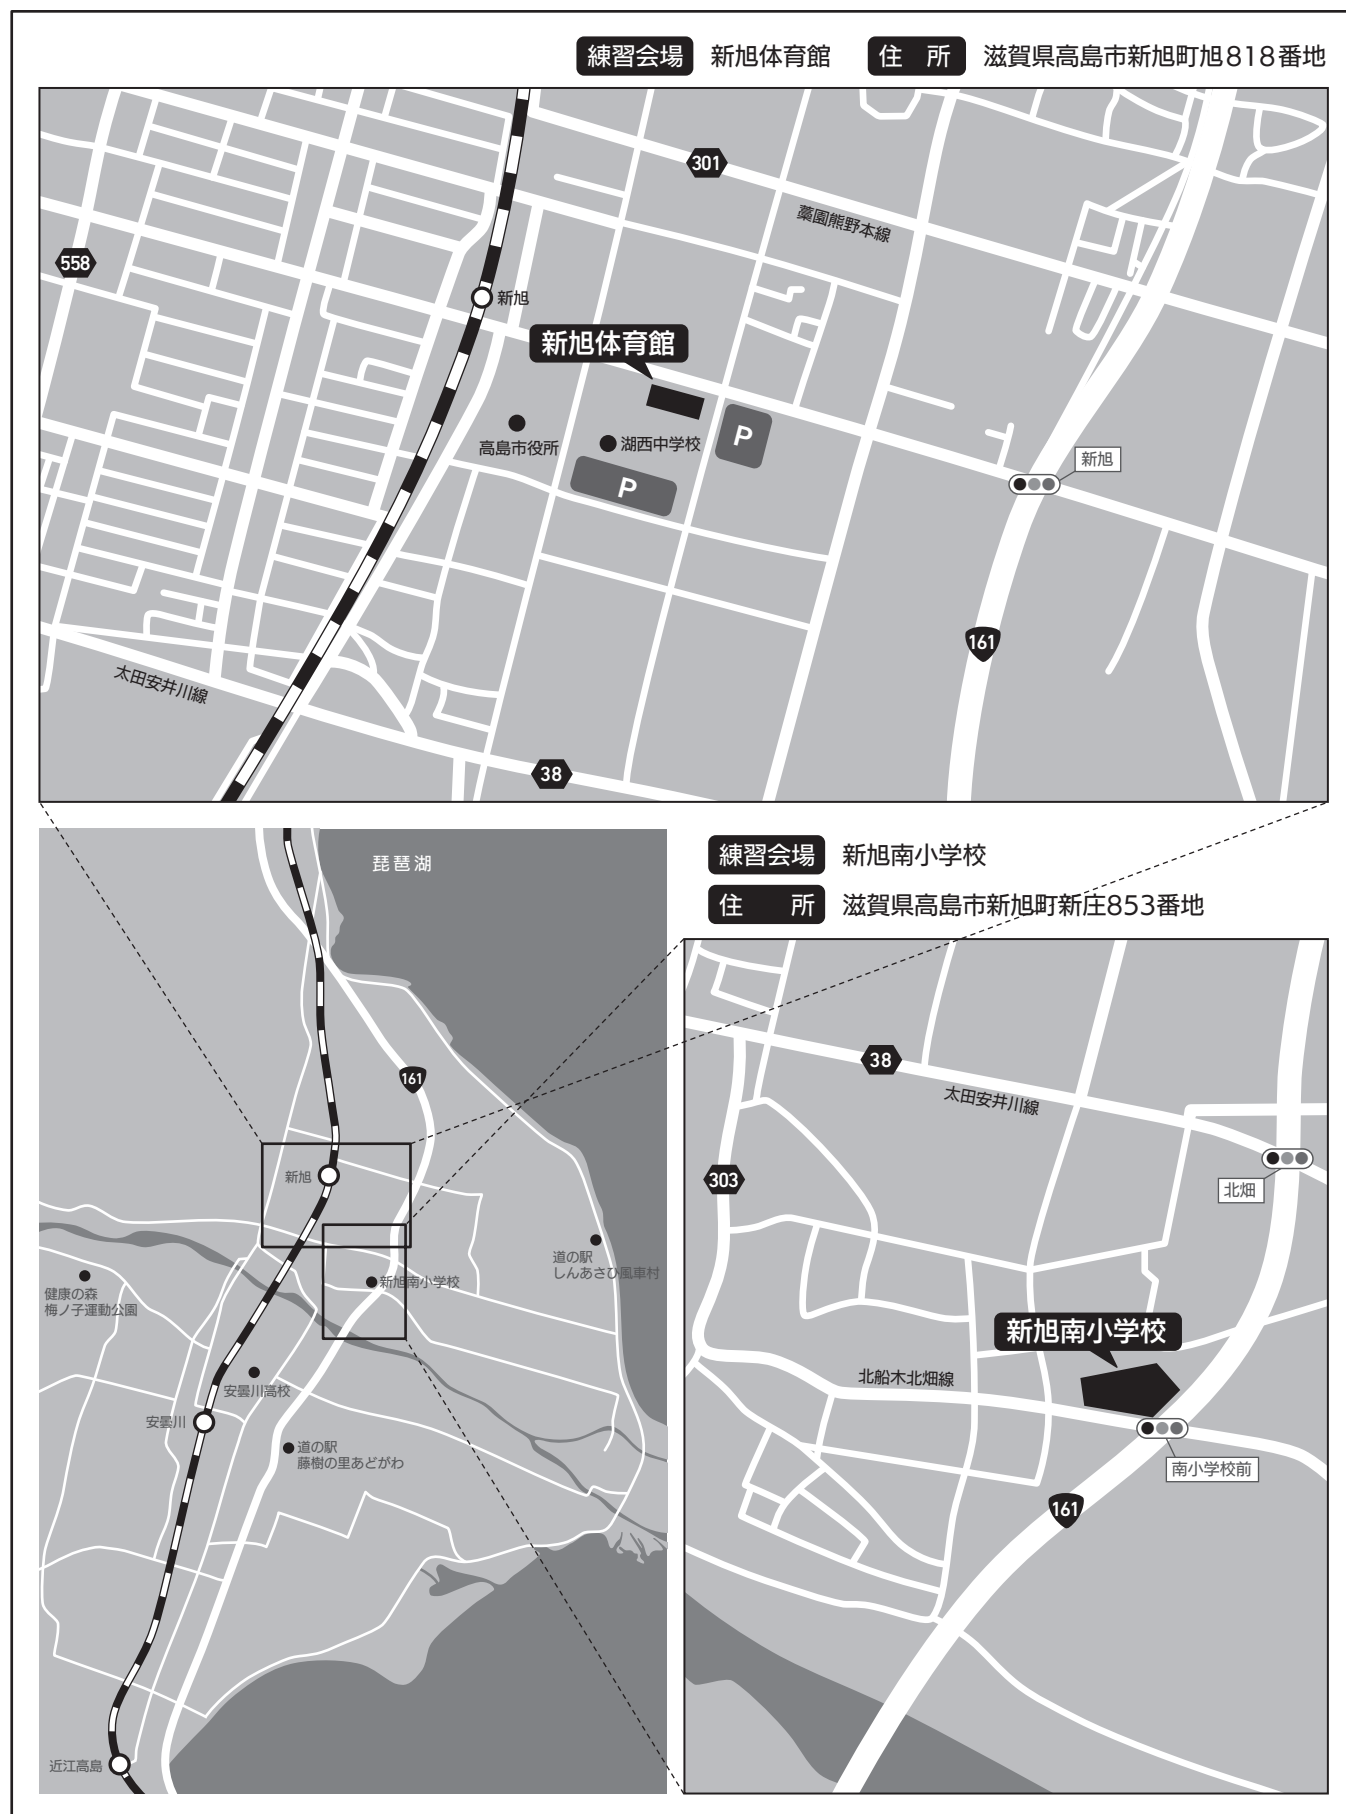 練習会場 新旭体育館 住 所 滋賀県高島市新旭町旭818番地
301
藁園熊野本線
558
新旭
新旭体育館
高島市役所
湖西中学校
P
P
新旭
161
太田安井川線
38
琵琶湖
161
新旭
新旭南小学校
道の駅
しんあさひ風車村
健康の森
梅ノ子運動公園
安曇川高校
安曇川
道の駅
藤樹の里あどがわ
近江高島
練習会場 新旭南小学校
住 所 滋賀県高島市新旭町新庄853番地
38
太田安井川線
303
北畑
新旭南小学校
北船木北畑線
南小学校前
161